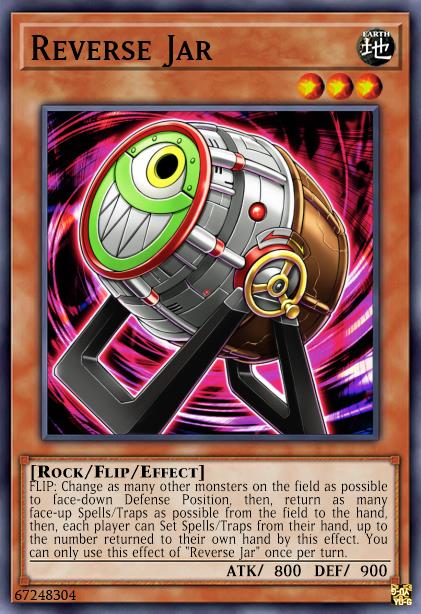 REVERSE JAR
EARTH
地
[ROCK/FLIP/EFFECT]
FLIP: Change as many other monsters on the field as possible
to face-down Defense Position, then, return as many
face-up Spells/Traps as possible from the field to the hand,
then, each player can Set Spells/Traps from their hand, up to
the number returned to their own hand by this effect. You
can only use this effect of "Reverse Jar" once per turn.
ATK/ 800 DEF/ 900
67248304